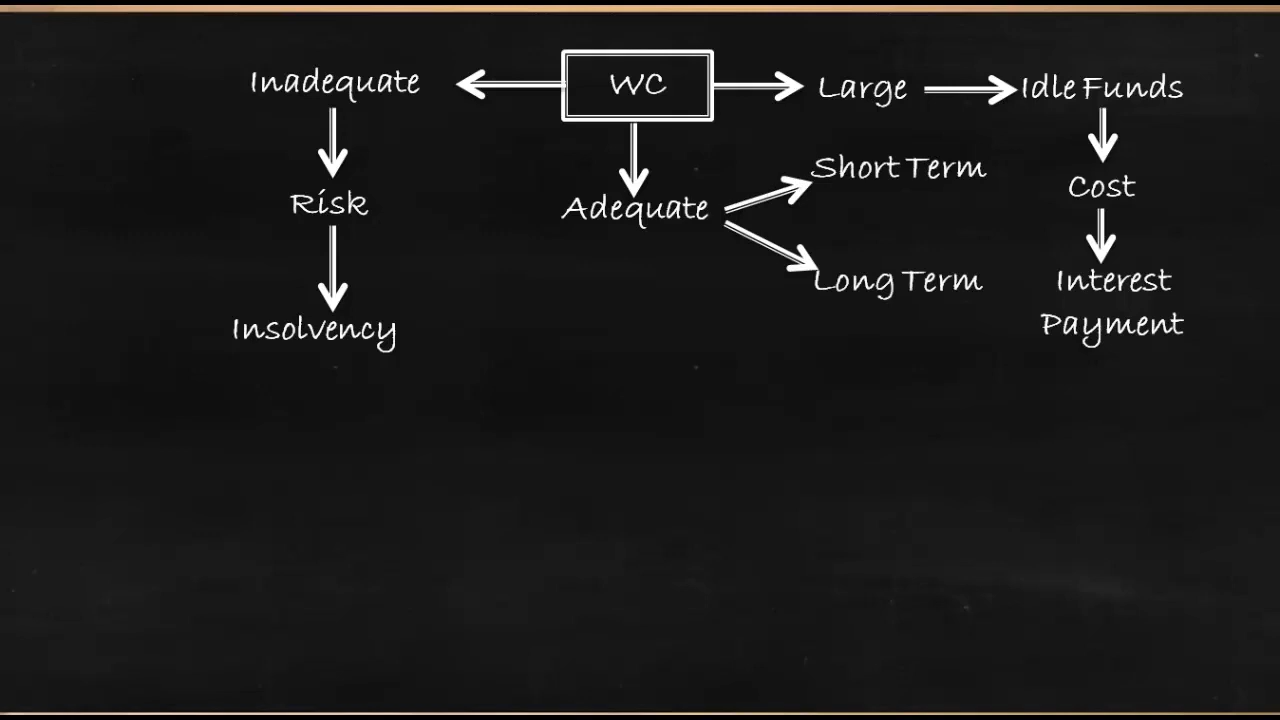 Inadequate
WC
Large
Idle Funds
Short Term
Cost
Risk
Adequate
Long Term
Interest
Payment
Insolvency